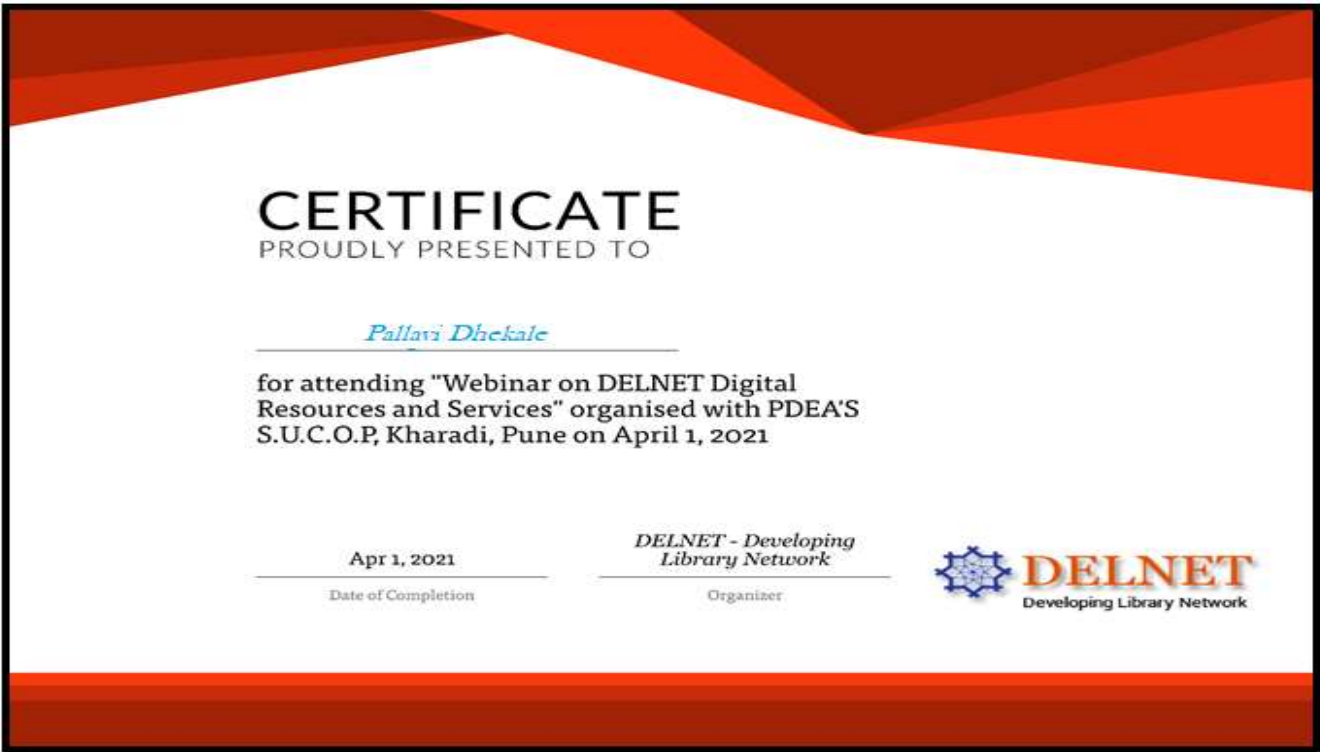 CERTIFICATE
PROUDLY PRESENTED TO
Pallavi Dhekale
for attending "Webinar on DELNET Digital
Resources and Services" organised with PDEA'S
S.U.C.O.P, Kharadi, Pune on April 1, 2021
Apr 1, 2021
Date of Completion
DELNET - Developing
Library Network
Organizer
DELNET
Developing Library Network